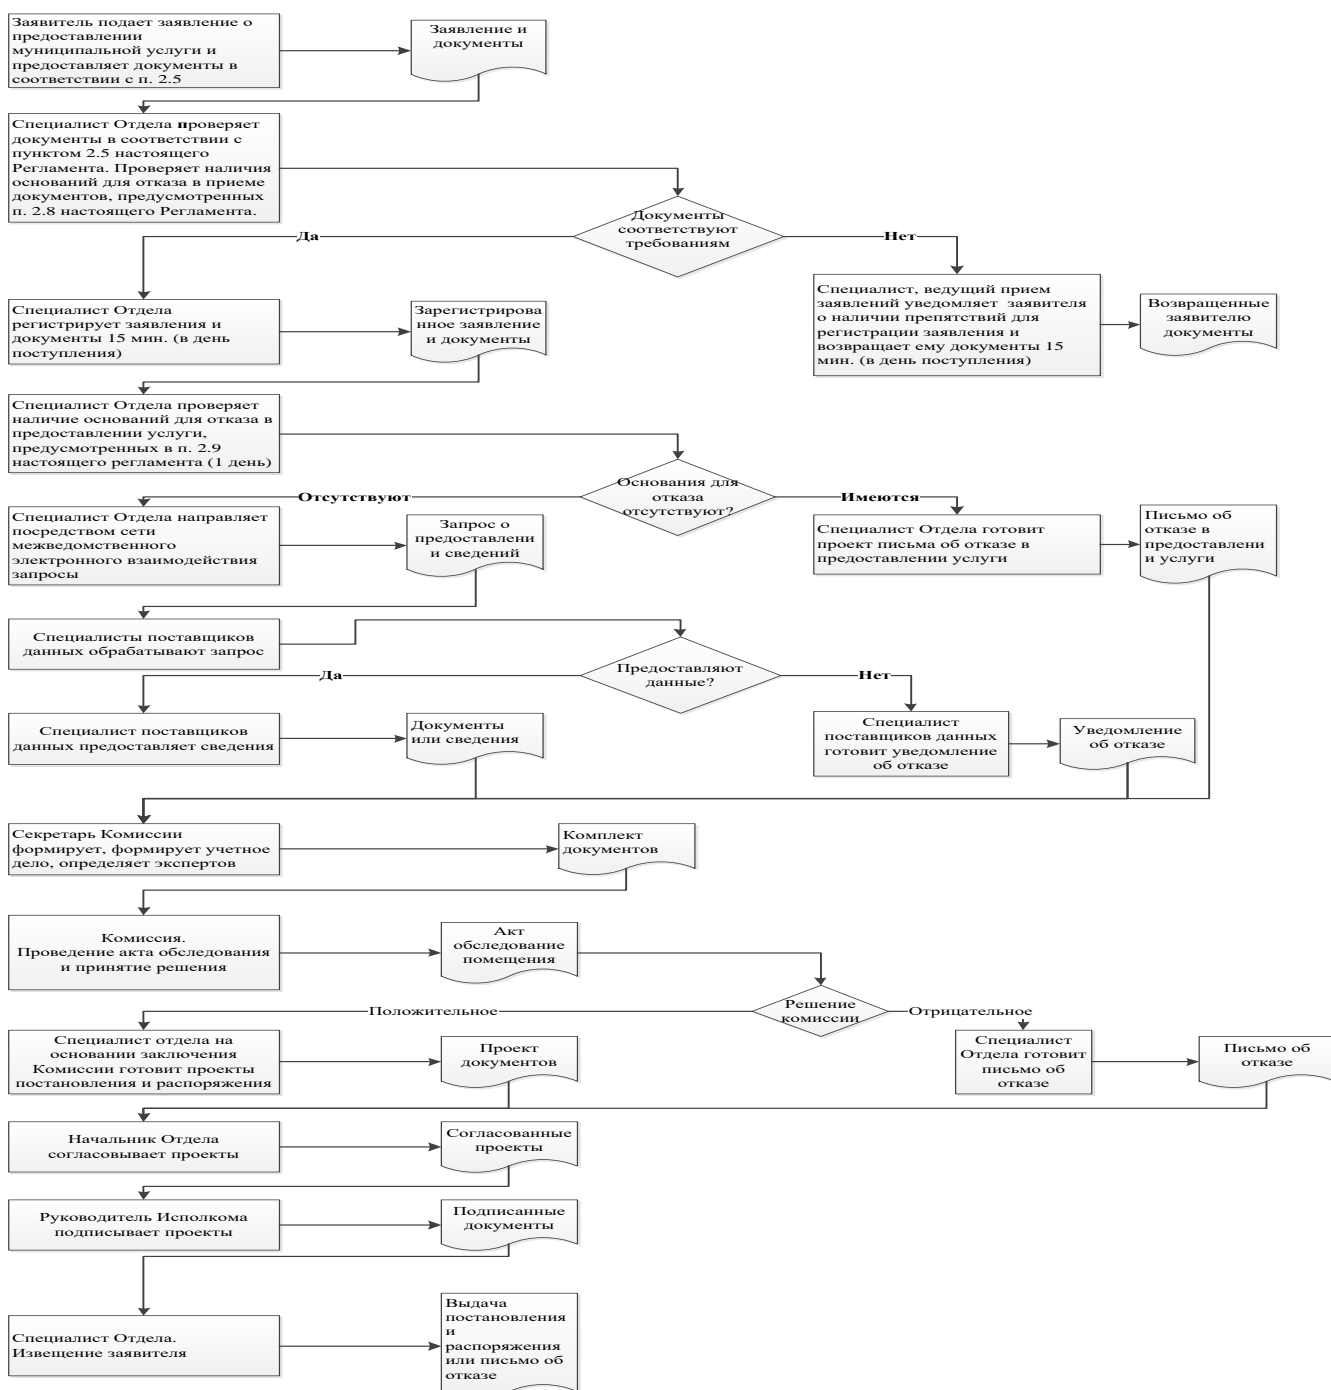 Заявитель подает заявление о
предоставлении
муниципальной услуги и
предоставляет документы в
соответствии с п. 2.5
Заявление и
документы
Специалист Отдела проверяет
документы в соответствии с
пунктом 2.5 настоящего
Регламента. Проверяет наличия
оснований для отказа в приеме
документов, предусмотренных
п. 2.8 настоящего Регламента.
Документы
соответствуют
требованиям
Да
Нет
Специалист Отдела
регистрирует заявления и
документы 15 мин. (в день
поступления)
Зарегистрирова
нное заявление
и документы
Специалист, ведущий прием
заявлений уведомляет заявителя
о наличии препятствий для
регистрации заявления и
возвращает ему документы 15
мин. (в день поступления)
Возвращенные
заявителю
документы
Специалист Отдела проверяет
наличие оснований для отказа в
предоставлении услуги,
предусмотренных в п. 2.9
настоящего регламента (1 день)
Основания для
отказа
отсутствуют?
Отсутствуют
Имеются
Специалист Отдела направляет
посредством сети
межведомственного
электронного взаимодействия
запросы
Запрос о
предоставлени
и сведений
Специалист Отдела готовит
проект письма об отказе в
предоставлении услуги
Письмо об
отказе в
предоставлени
и услуги
Специалисты поставщиков
данных обрабатывают запрос
Предоставляют
данные?
Да
Нет
Специалист поставщиков
данных предоставляет сведения
Документы
или сведения
Специалист
поставщиков данных
готовит уведомление
об отказе
Уведомление
об отказе
Секретарь Комиссии
формирует, формирует учетное
дело, определяет экспертов
Комплект
документов
Комиссия.
Проведение акта обследования
и принятие решения
Акт
обследование
помещения
Решение
комиссии
Положительное
Отрицательное
Специалист отдела на
основании заключения
Комиссии готовит проекты
постановления и распоряжения
Проект
документов
Специалист
Отдела готовит
письмо об
отказе
Письмо об
отказе
Начальник Отдела
согласовывает проекты
Согласованные
проекты
Руководитель Исполкома
подписывает проекты
Подписанные
документы
Специалист Отдела.
Извещение заявителя
Выдача
постановления
и
распоряжения
или письмо об
отказе